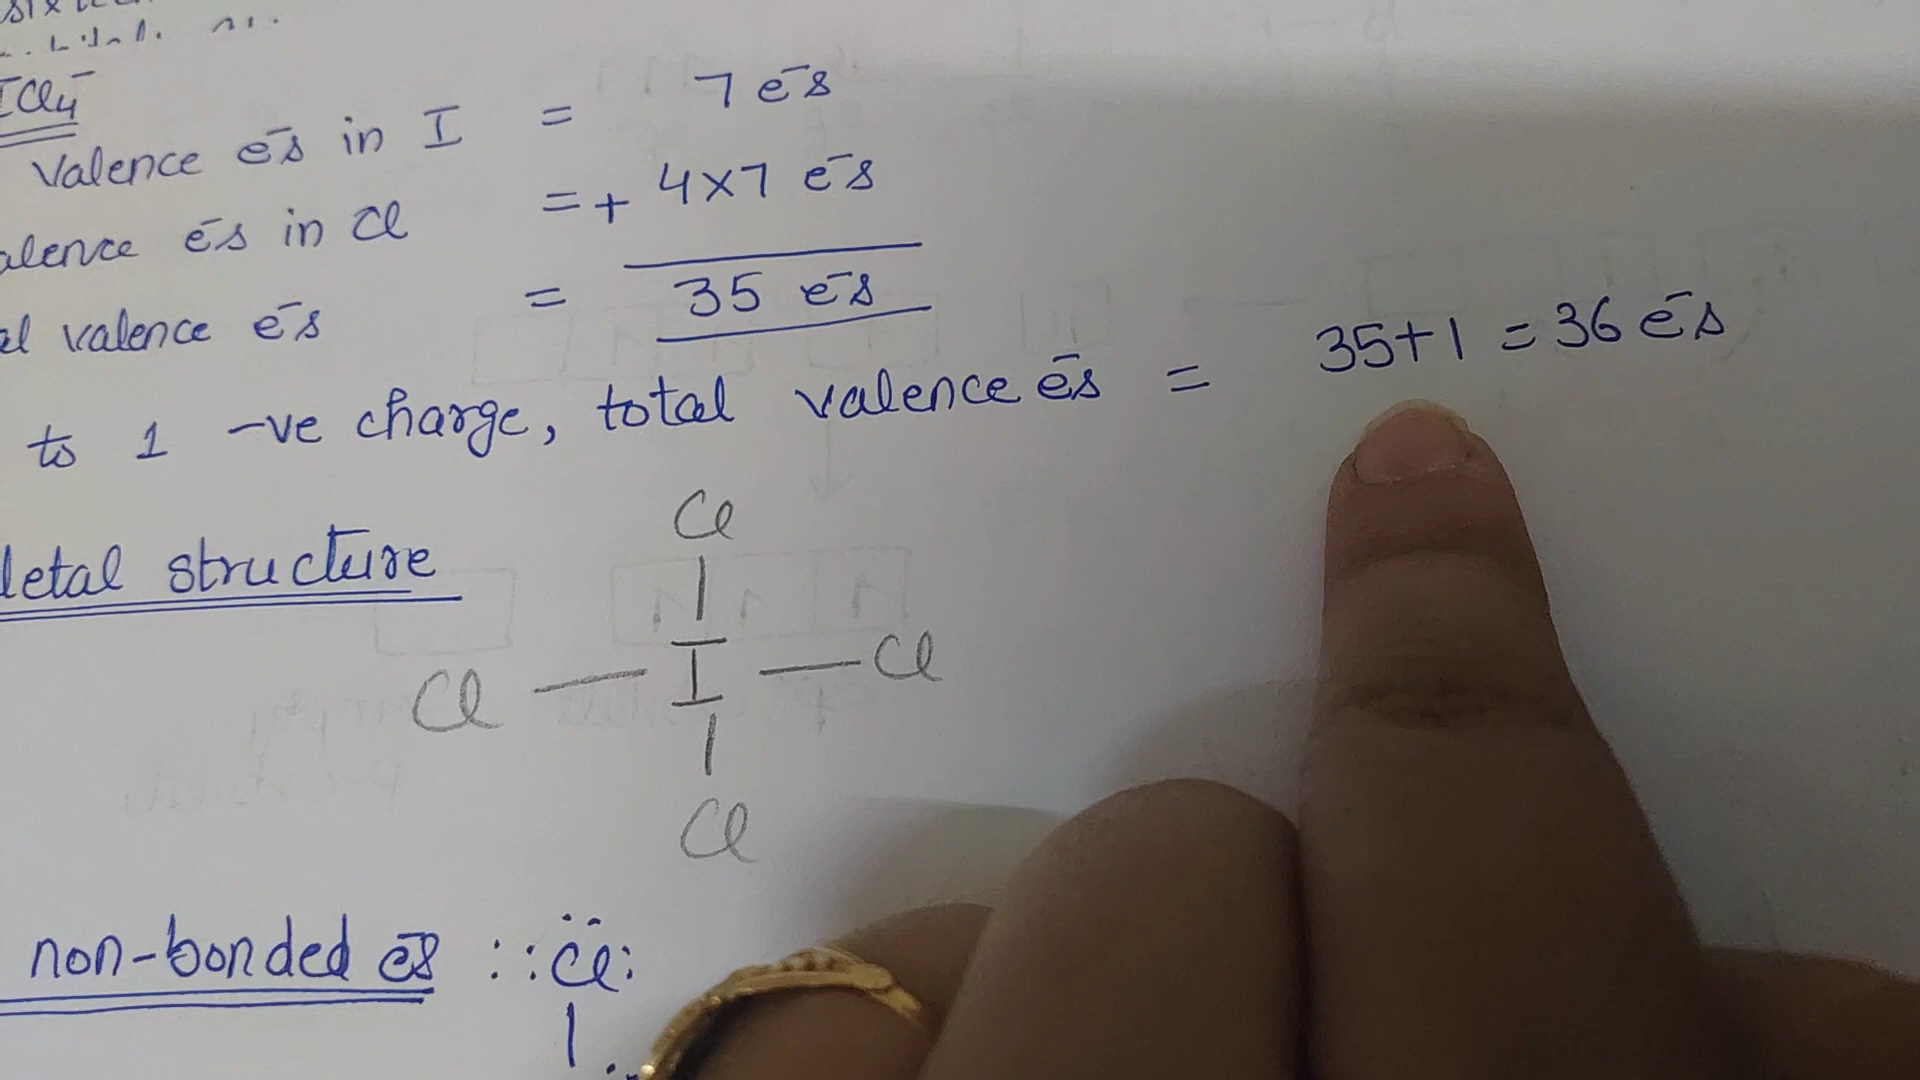 ICl₄⁻
Valence e⁻s in I = 7 e⁻s
alence e⁻s in Cl = + 4×7 e⁻s
al valence e⁻s = 35 e⁻s
to 1 -ve charge, total valence e⁻s = 35+1 = 36 e⁻s
letal structure
Cl
|
Cl — I — Cl
|
Cl
non-bonded e⁻s : :Cl:
|